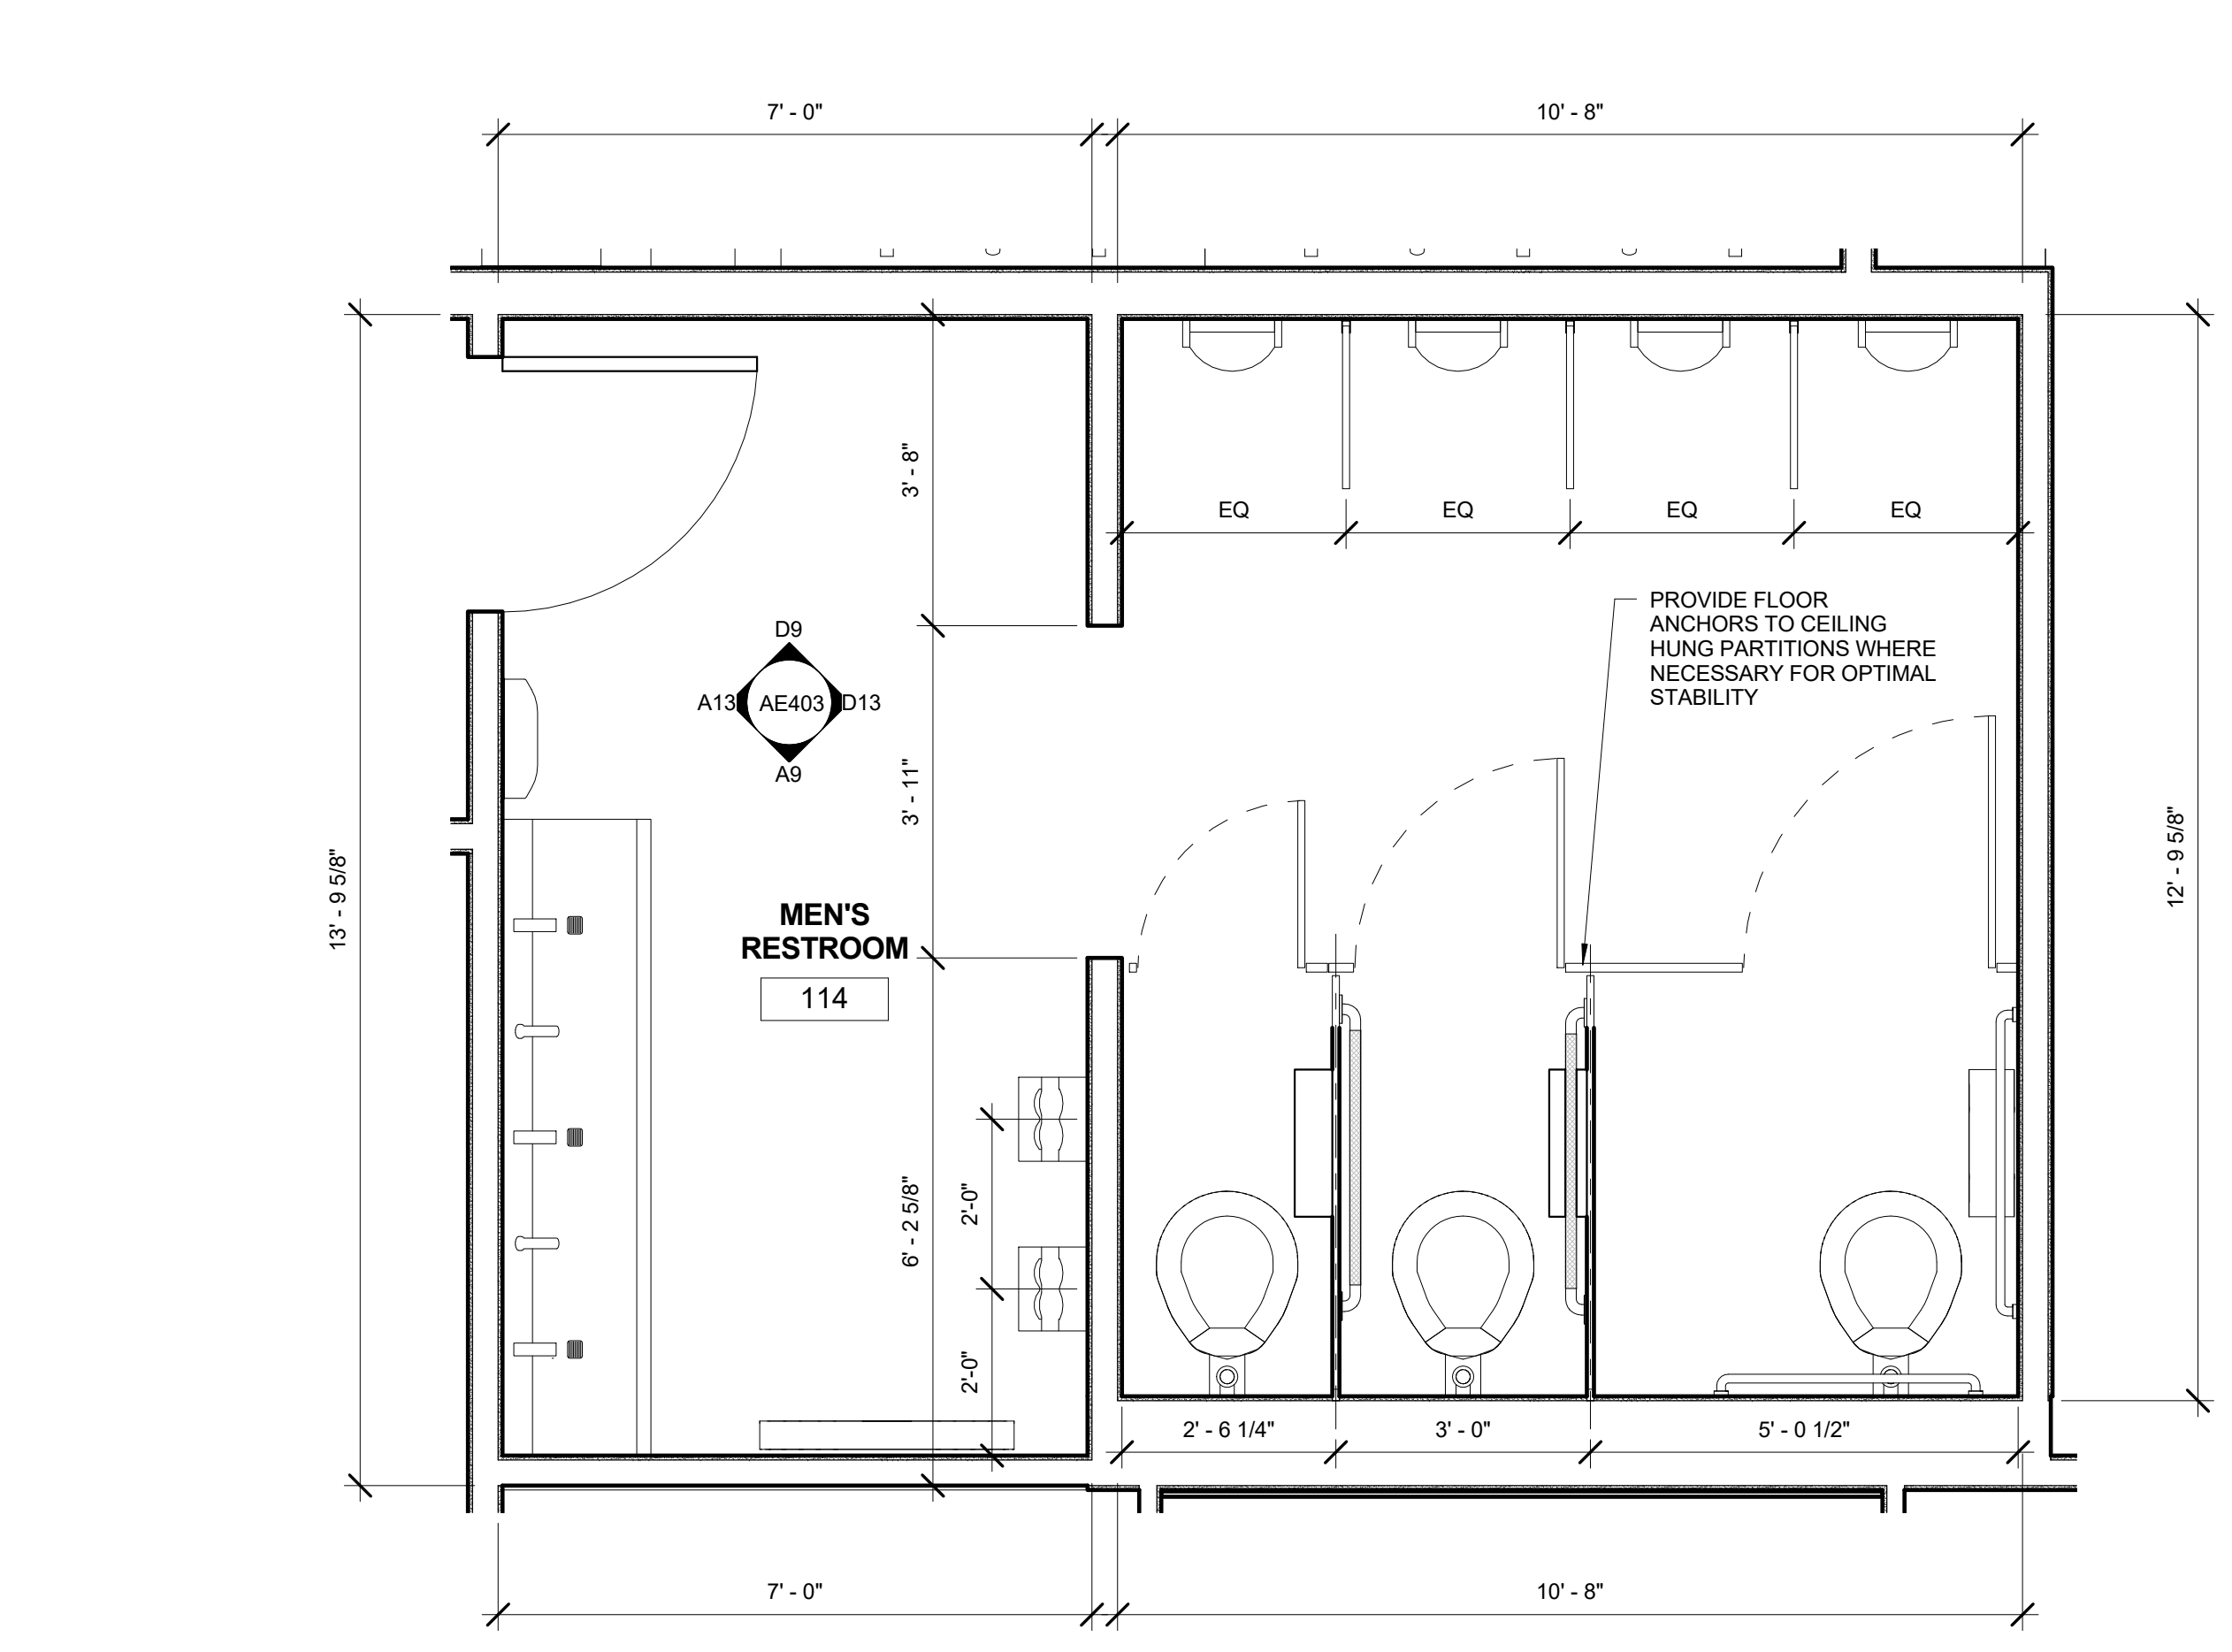 7' - 0"
10' - 8"
3' - 8"
EQ
EQ
EQ
EQ
PROVIDE FLOOR
ANCHORS TO CEILING
HUNG PARTITIONS WHERE
NECESSARY FOR OPTIMAL
STABILITY
D9
A13
AE403
D13
A9
3' - 11"
13' - 9 5/8"
12' - 9 5/8"
MEN'S
RESTROOM
114
6' - 2 5/8"
2'-0"
2'-0"
2' - 6 1/4"
3' - 0"
5' - 0 1/2"
7' - 0"
10' - 8"